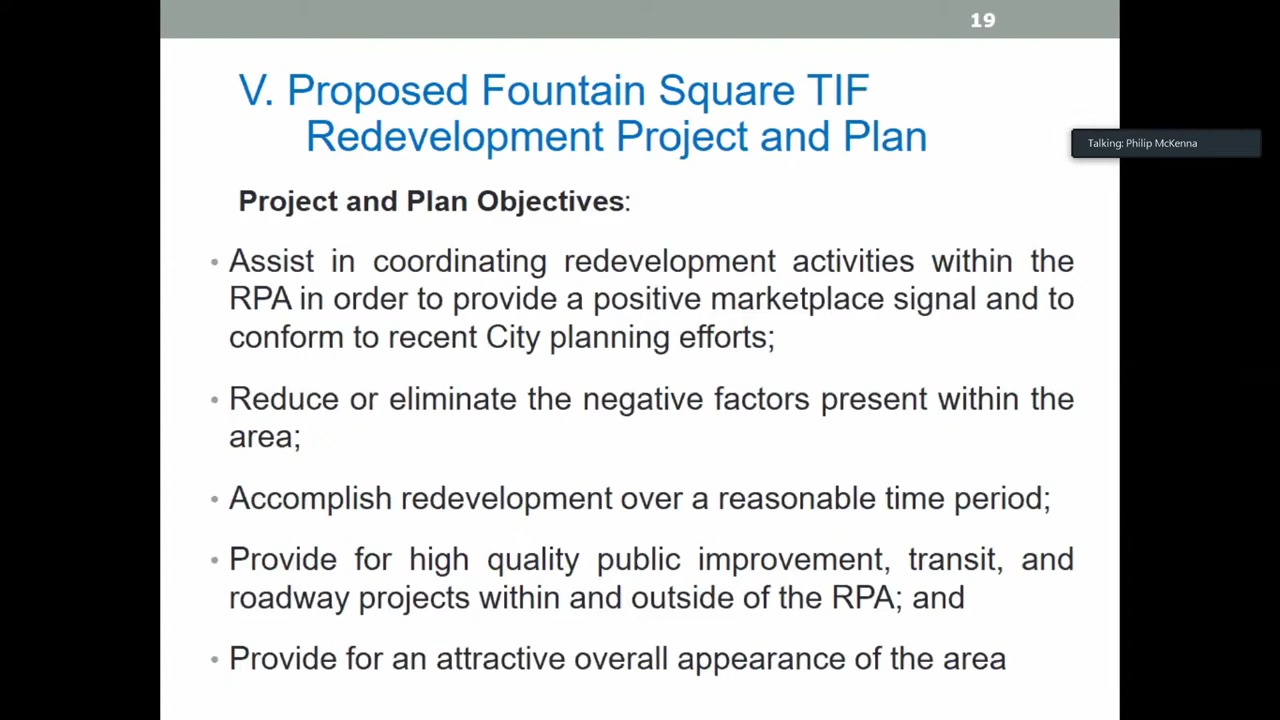 19
V. Proposed Fountain Square TIF
Redevelopment Project and Plan
Talking: Philip McKenna
Project and Plan Objectives:
• Assist in coordinating redevelopment activities within the
RPA in order to provide a positive marketplace signal and to
conform to recent City planning efforts;
• Reduce or eliminate the negative factors present within the
area;
• Accomplish redevelopment over a reasonable time period;
• Provide for high quality public improvement, transit, and
roadway projects within and outside of the RPA; and
• Provide for an attractive overall appearance of the area